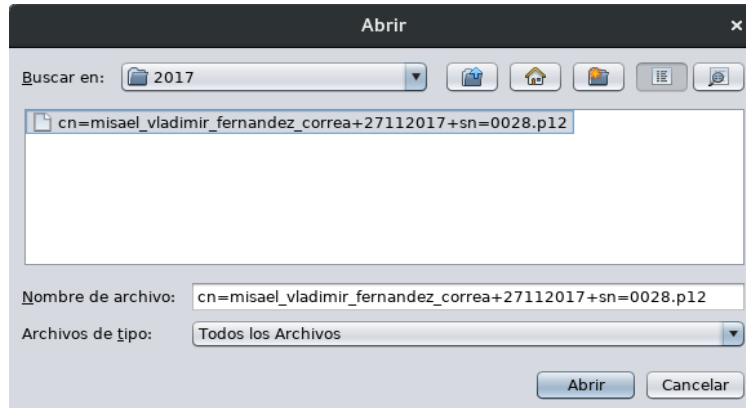 Abrir ×
Buscar en: 2017
cn=misael_vladimir_fernandez_correa+27112017+sn=0028.p12
Nombre de archivo: cn=misael_vladimir_fernandez_correa+27112017+sn=0028.p12
Archivos de tipo: Todos los Archivos
Abrir Cancelar